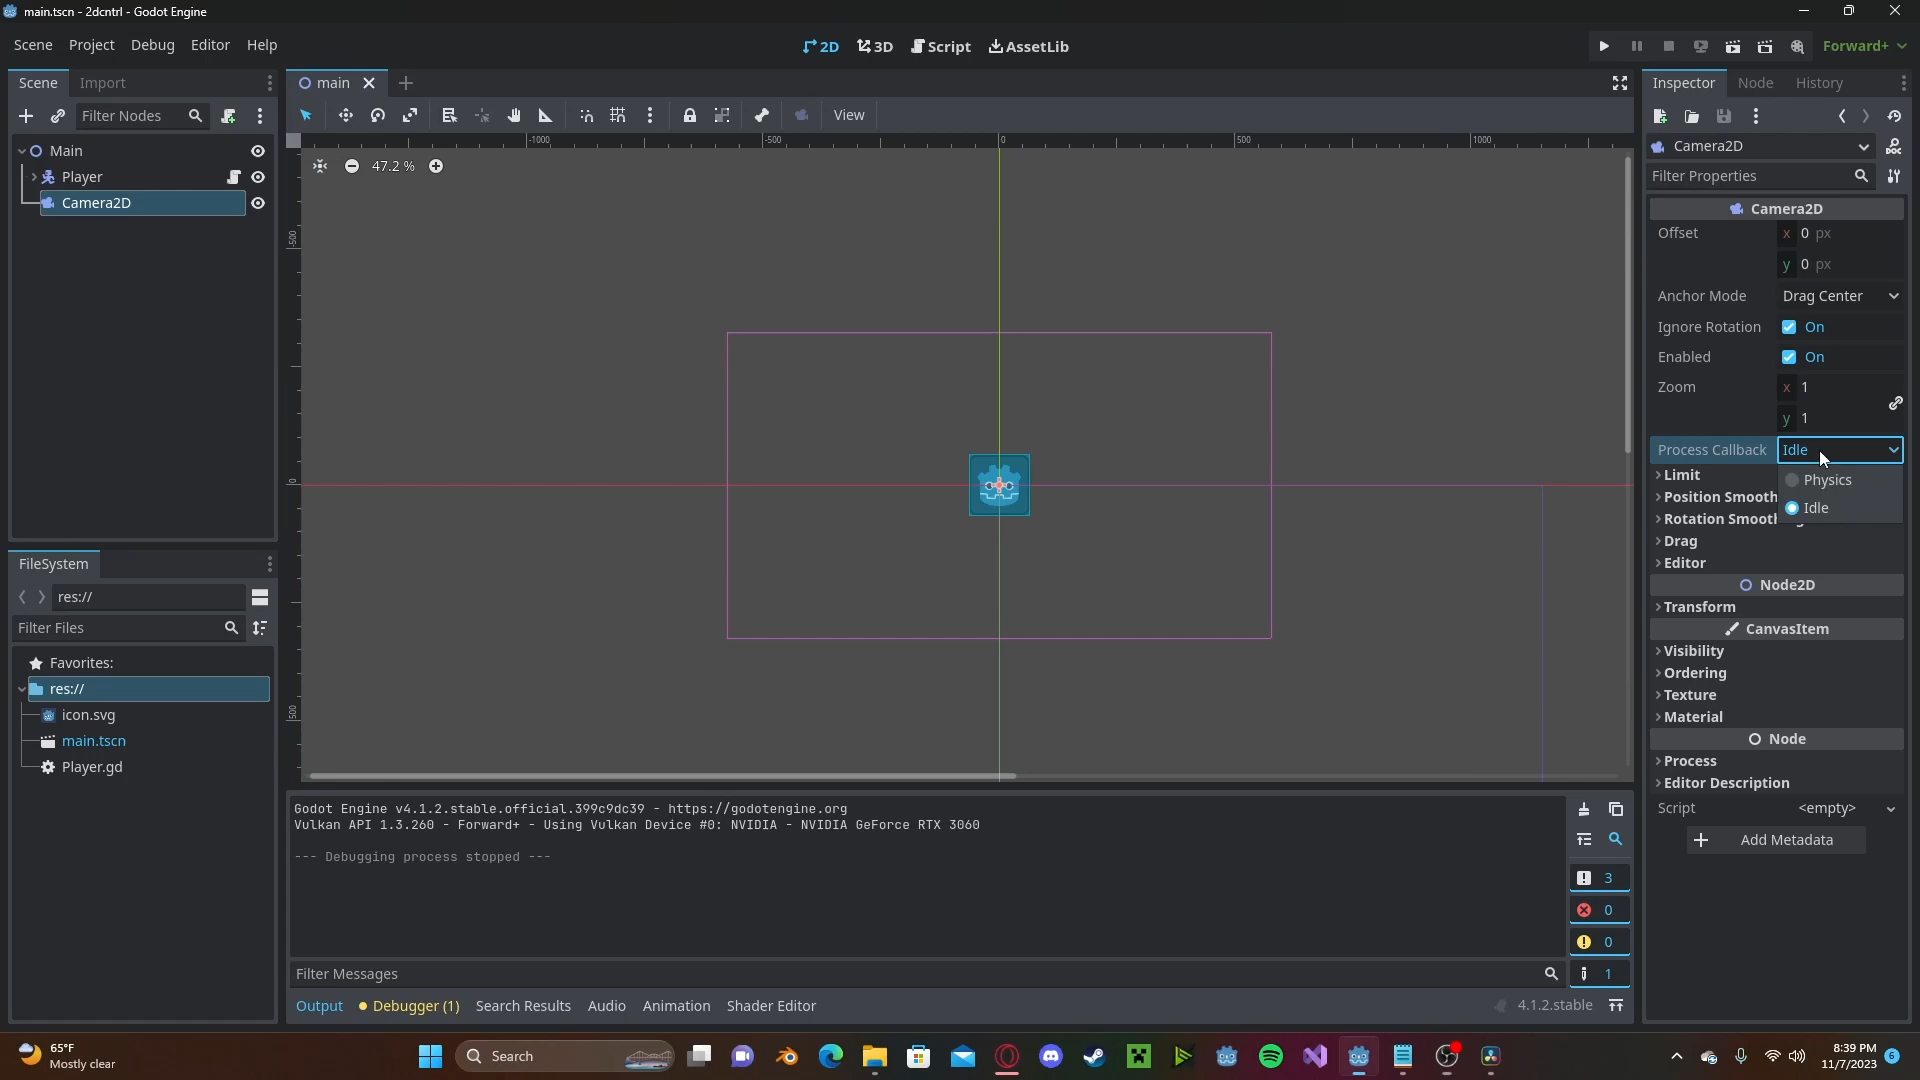 main.tscn - 2dcntrl - Godot Engine
Scene Project Debug Editor Help
2D 3D Script AssetLib
Forward+
Scene Import
main
Inspector Node History
Filter Nodes
View
Camera2D
Main
Player
Camera2D
-1000 -500 0 500 1000
47.2 %
-500
0
500
Filter Properties
Camera2D
Offset x 0 px
y 0 px
Anchor Mode Drag Center
Ignore Rotation On
Enabled On
Zoom x 1
y 1
Process Callback Idle
Physics
Idle
Limit
Position Smooth
Rotation Smoo
Drag
Editor
Node2D
Transform
CanvasItem
Visibility
Ordering
Texture
Material
Node
Process
Editor Description
Script <empty>
Add Metadata
FileSystem
res://
Filter Files
Favorites:
res://
icon.svg
main.tscn
Player.gd
Godot Engine v4.1.2.stable.official.399c9dc39 - https://godotengine.org
Vulkan API 1.3.260 - Forward+ - Using Vulkan Device #0: NVIDIA - NVIDIA GeForce RTX 3060
--- Debugging process stopped ---
3
0
0
1
Filter Messages
Output Debugger (1) Search Results Audio Animation Shader Editor
4.1.2.stable
65°F
Mostly clear
Search
8:39 PM
11/7/2023
6